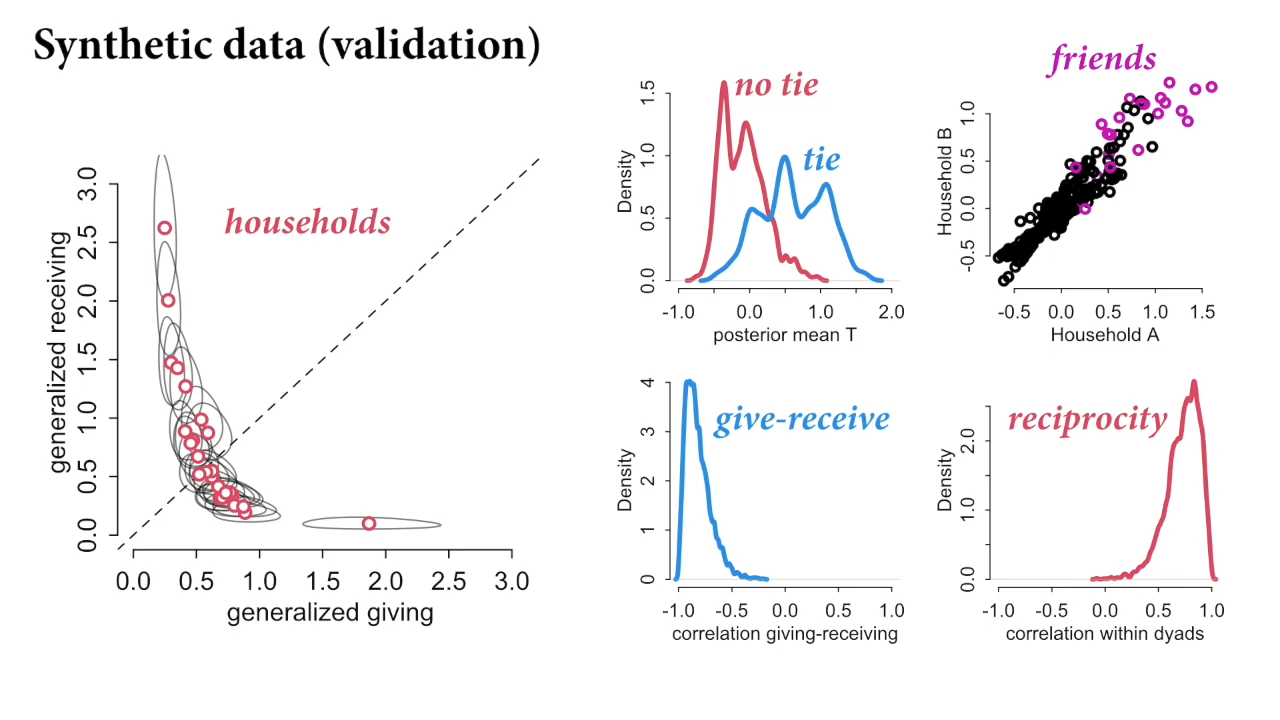 Synthetic data (validation)
households
generalized receiving
0.0 0.5 1.0 1.5 2.0 2.5 3.0
0.0 0.5 1.0 1.5 2.0 2.5 3.0
generalized giving
no tie
tie
Density
0.0 0.5 1.0 1.5
-1.0 0.0 1.0 2.0
posterior mean T
friends
Household B
-0.5 0.0 0.5 1.0
-0.5 0.0 0.5 1.0 1.5
Household A
give-receive
Density
0 1 2 3 4
-1.0 -0.5 0.0 0.5 1.0
correlation giving-receiving
reciprocity
Density
0.0 1.0 2.0
-1.0 -0.5 0.0 0.5 1.0
correlation within dyads